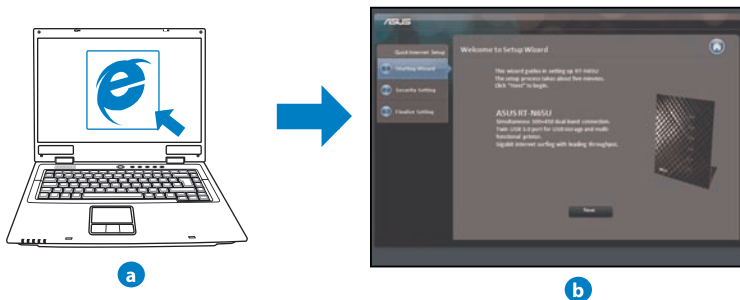 ASUS
Quick Internet Setup
Starting Wizard
Security Setting
Finalize Setting
Welcome to Setup Wizard
This wizard guides in setting up RT-N65U
The setup process takes about five minutes.
Click "Next" to begin.
ASUS RT-N65U
Simultaneous 300+450 dual band connection.
Twin USB 3.0 port for USB storage and multi-
functional printer.
Gigabit Internet surfing with leading throughput.
Next
a
b